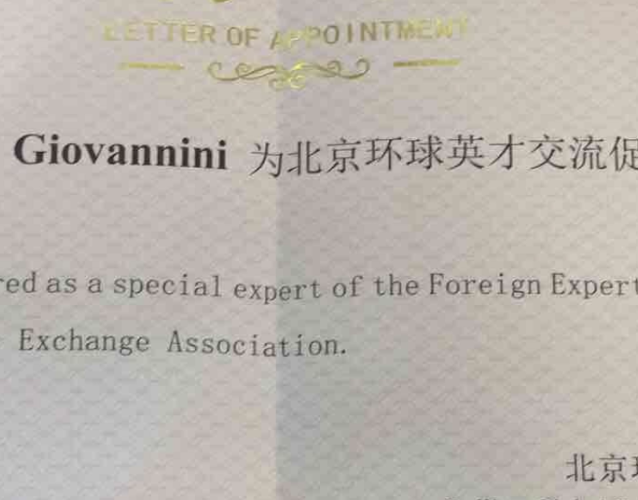 LETTER OF APPOINTMENT
Giovannini 为北京环球英才交流促
red as a special expert of the Foreign Expert
Exchange Association.
北京环